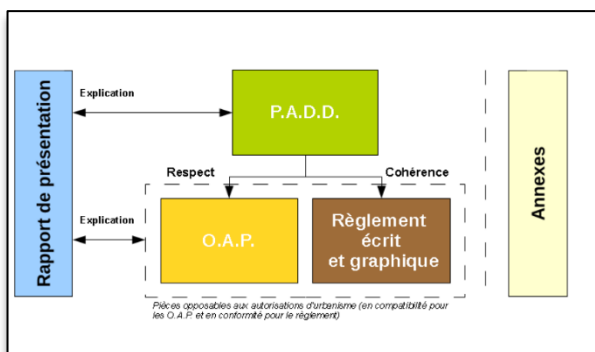 Rapport de présentation
Explication
P.A.D.D.
Respect
Cohérence
Explication
O.A.P.
Règlement
écrit
et graphique
Annexes
Pièces opposables aux autorisations d'urbanisme (en compatibilité pour
les O.A.P. et en conformité pour le règlement)